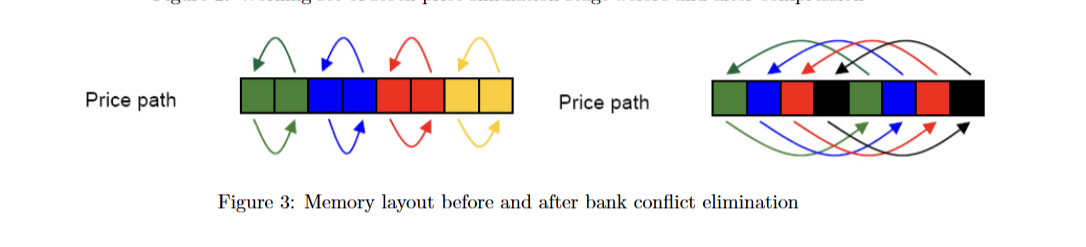 Price path
Price path
Figure 3: Memory layout before and after bank conflict elimination